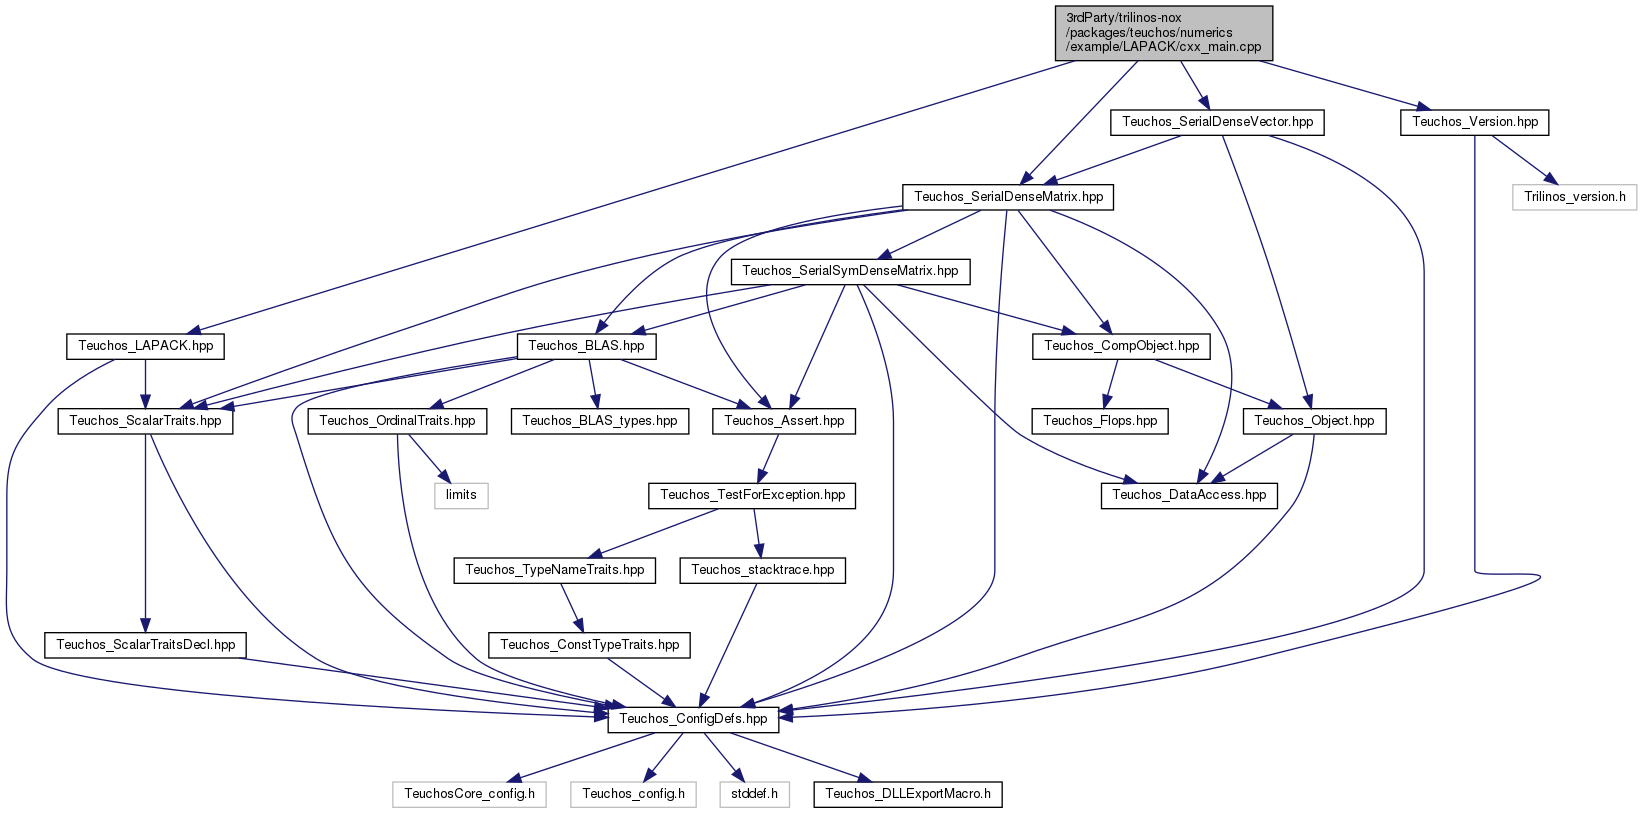 3rdParty/trilinos-nox
/packages/teuchos/numerics
/example/LAPACK/cxx_main.cpp
Teuchos_SerialDenseVector.hpp
Teuchos_Version.hpp
Teuchos_SerialDenseMatrix.hpp
Trilinos_version.h
Teuchos_SerialSymDenseMatrix.hpp
Teuchos_LAPACK.hpp
Teuchos_BLAS.hpp
Teuchos_CompObject.hpp
Teuchos_ScalarTraits.hpp
Teuchos_OrdinalTraits.hpp
Teuchos_BLAS_types.hpp
Teuchos_Assert.hpp
Teuchos_Flops.hpp
Teuchos_Object.hpp
limits
Teuchos_TestForException.hpp
Teuchos_DataAccess.hpp
Teuchos_TypeNameTraits.hpp
Teuchos_stacktrace.hpp
Teuchos_ScalarTraitsDecl.hpp
Teuchos_ConstTypeTraits.hpp
Teuchos_ConfigDefs.hpp
TeuchosCore_config.h
Teuchos_config.h
stddef.h
Teuchos_DLLExportMacro.h